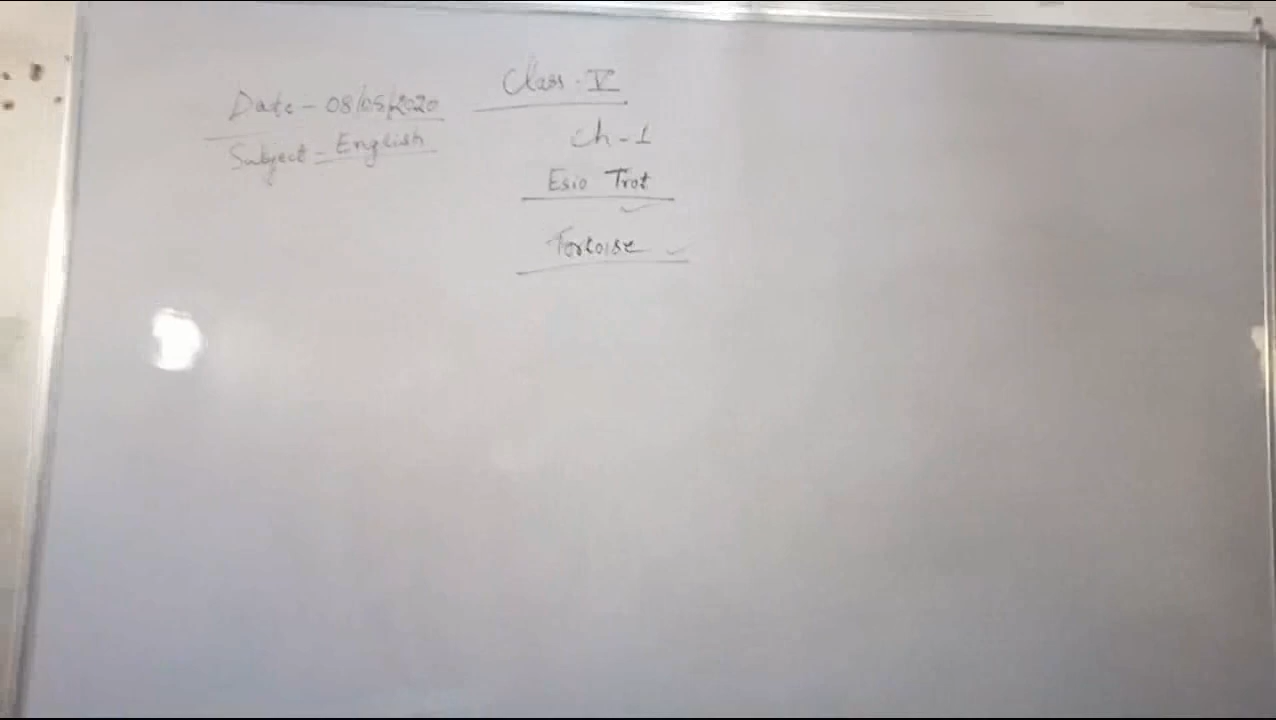 Class - V
Date - 08/05/2020
Subject - English
Ch-1
Esio Trot
Tortoise